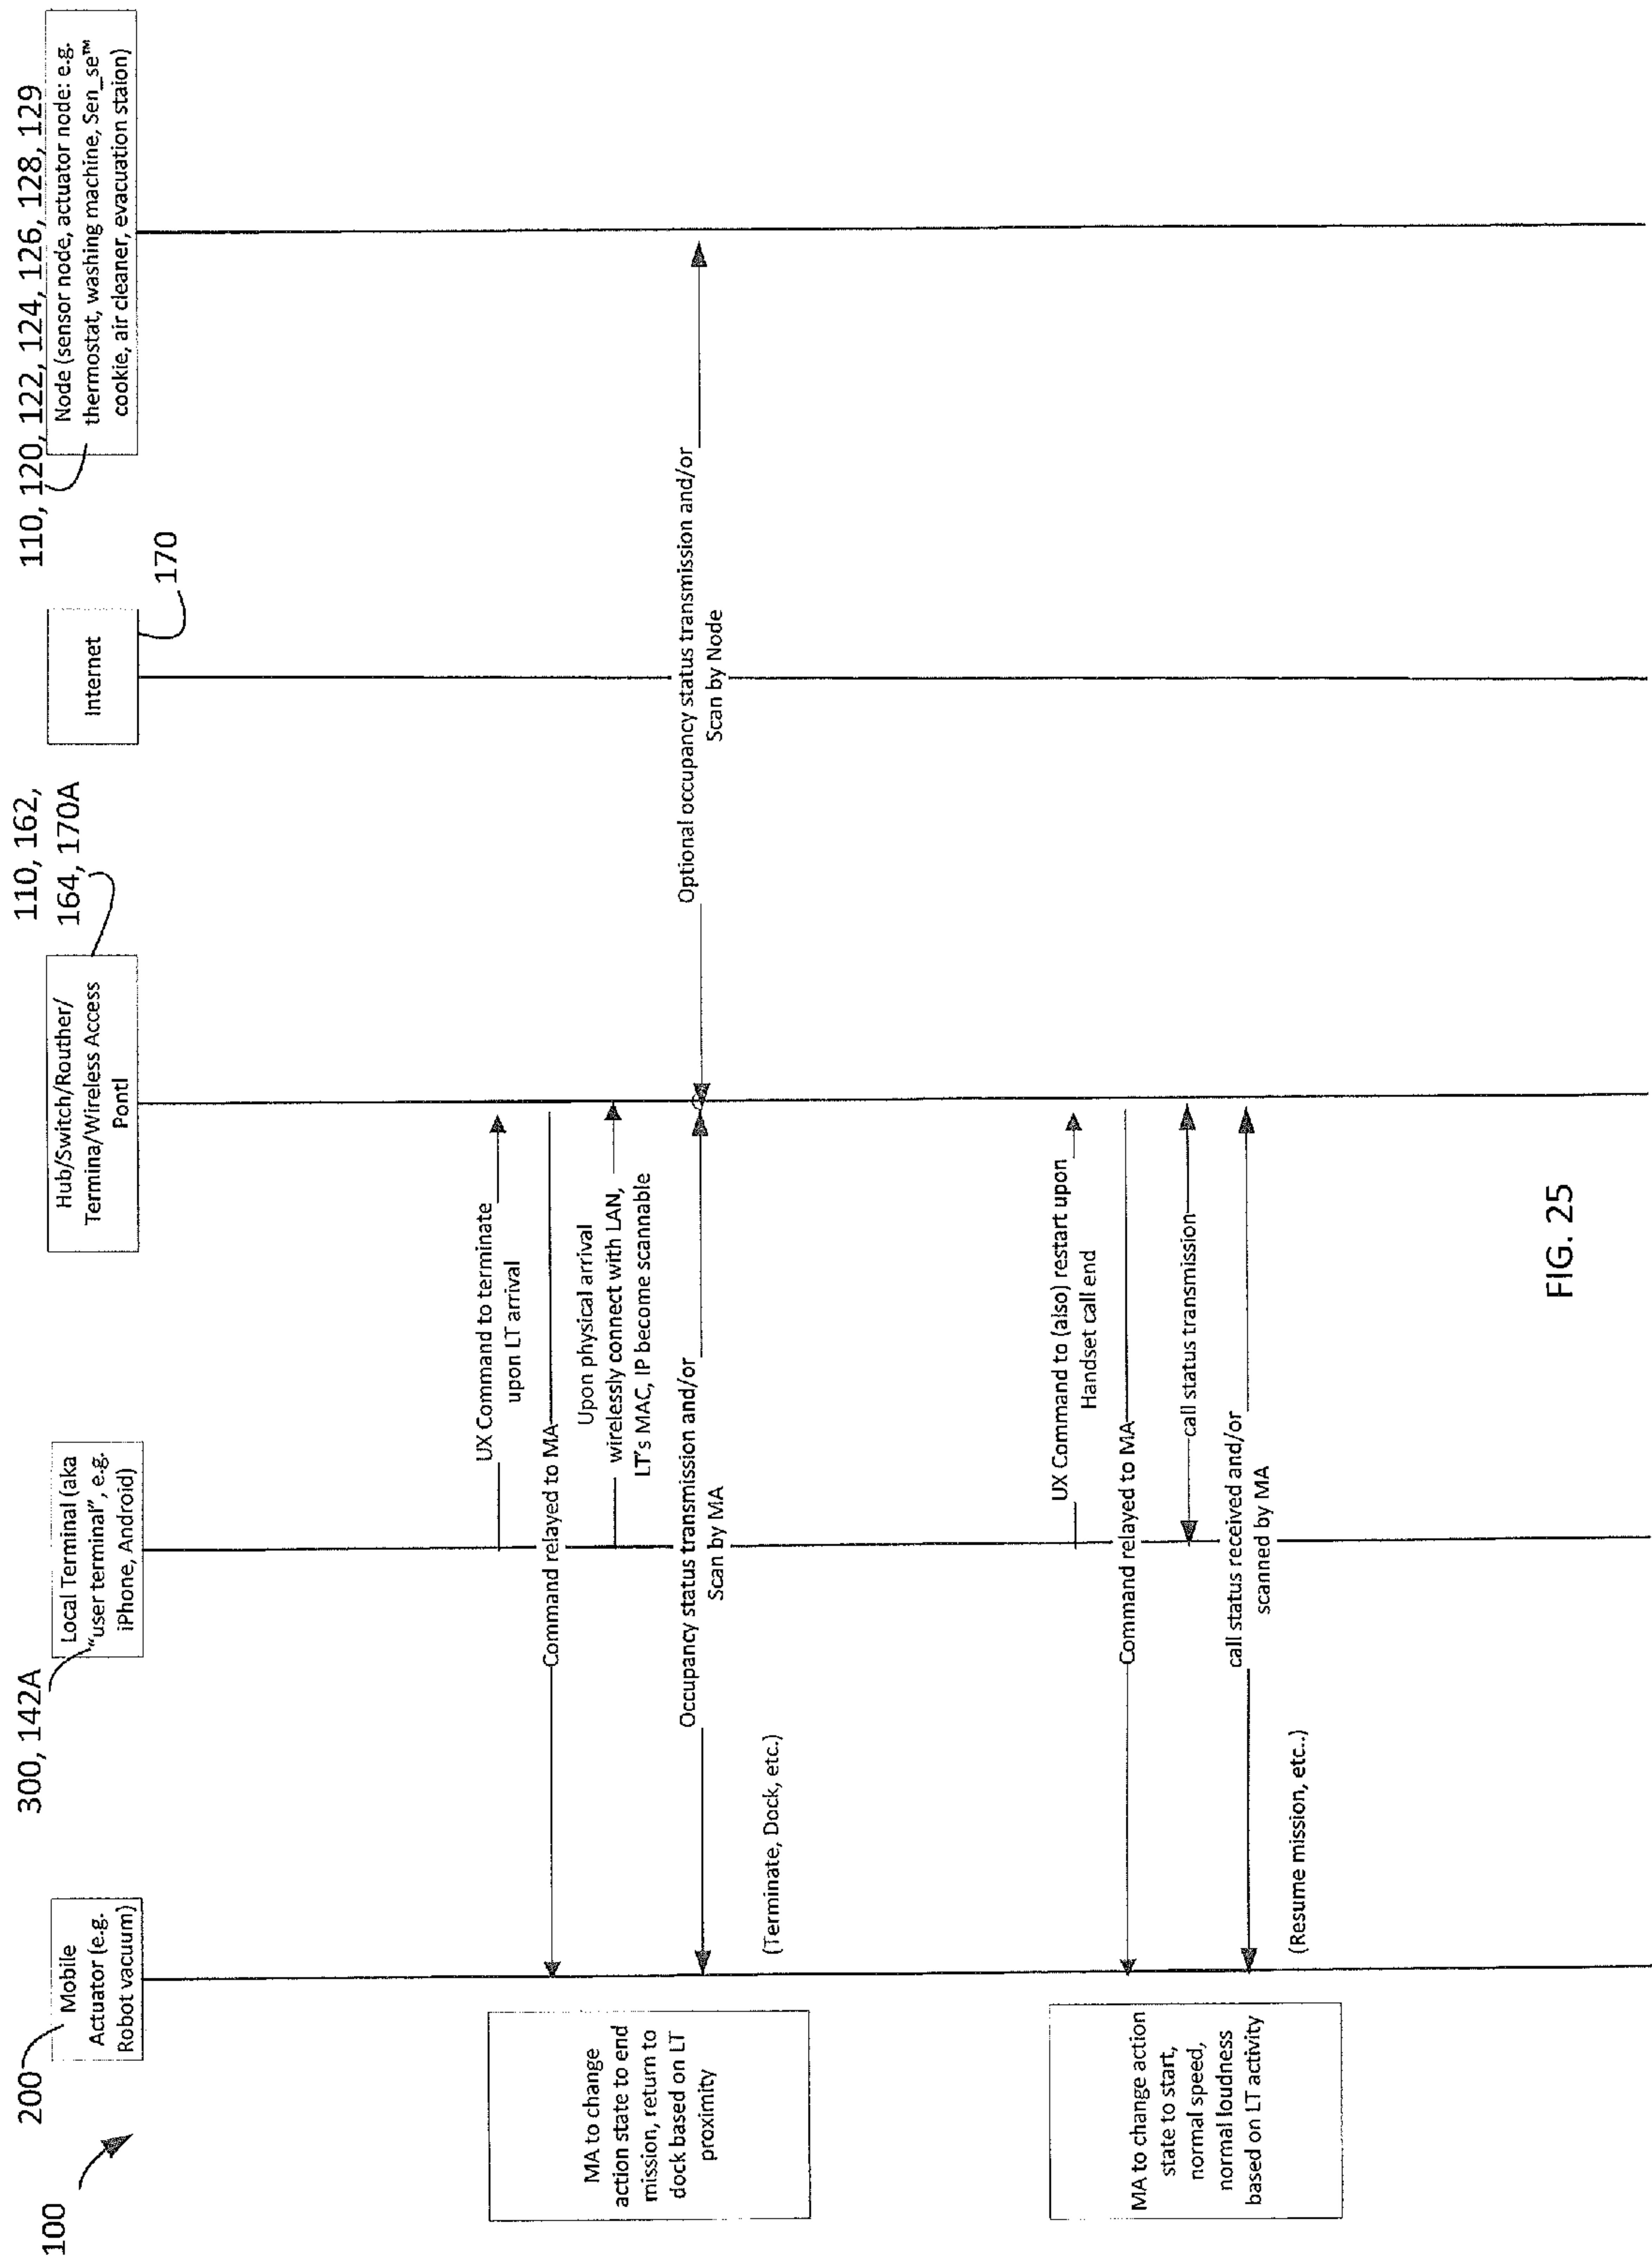 100
200
Mobile
Actuator (e.g.
Robot vacuum)
300, 142A
Local Terminal (aka
"user terminal", e.g.
iPhone, Android)
110, 162,
164, 170A
Hub/Switch/Routher/
Termina/Wireless Access
Pontl
Internet
170
110, 120, 122, 124, 126, 128, 129
Node (sensor node, actuator node: e.g.
thermostat, washing machine, Sen_se™
cookie, air cleaner, evacuation staion)
MA to change
action state to end
mission, return to
dock based on LT
proximity
UX Command to terminate
upon LT arrival
Command relayed to MA
Upon physical arrival
wirelessly connect with LAN,
LT's MAC, IP become scannable
Occupancy status transmission and/or
Scan by MA
Optional occupancy status transmission and/or
Scan by Node
(Terminate, Dock, etc.)
MA to change action
state to start,
normal speed,
normal loudness
based on LT activity
UX Command to (also) restart upon
Handset call end
Command relayed to MA
call status transmission
call status received and/or
scanned by MA
(Resume mission, etc..)
FIG. 25